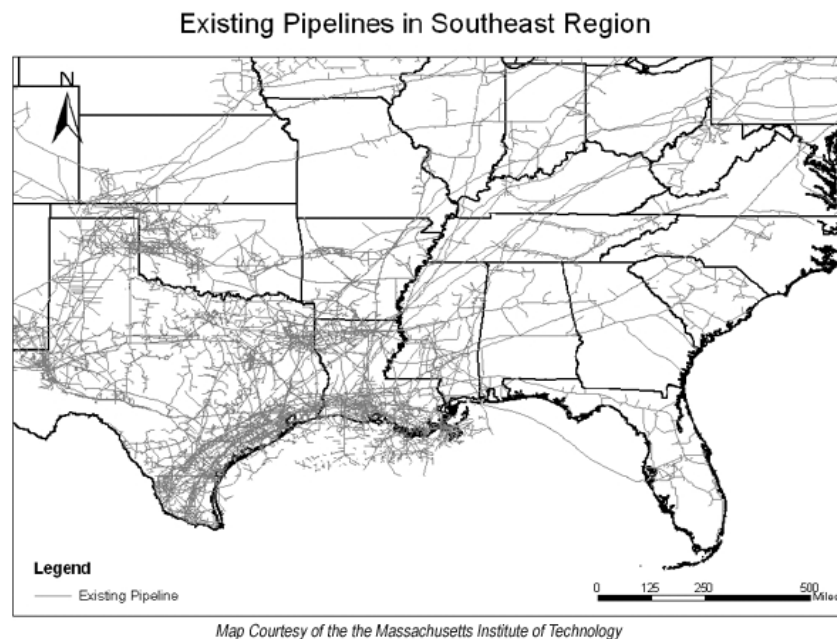 Existing Pipelines in Southeast Region
N
Legend
Existing Pipeline
0 125 250 500
Miles
Map Courtesy of the the Massachusetts Institute of Technology